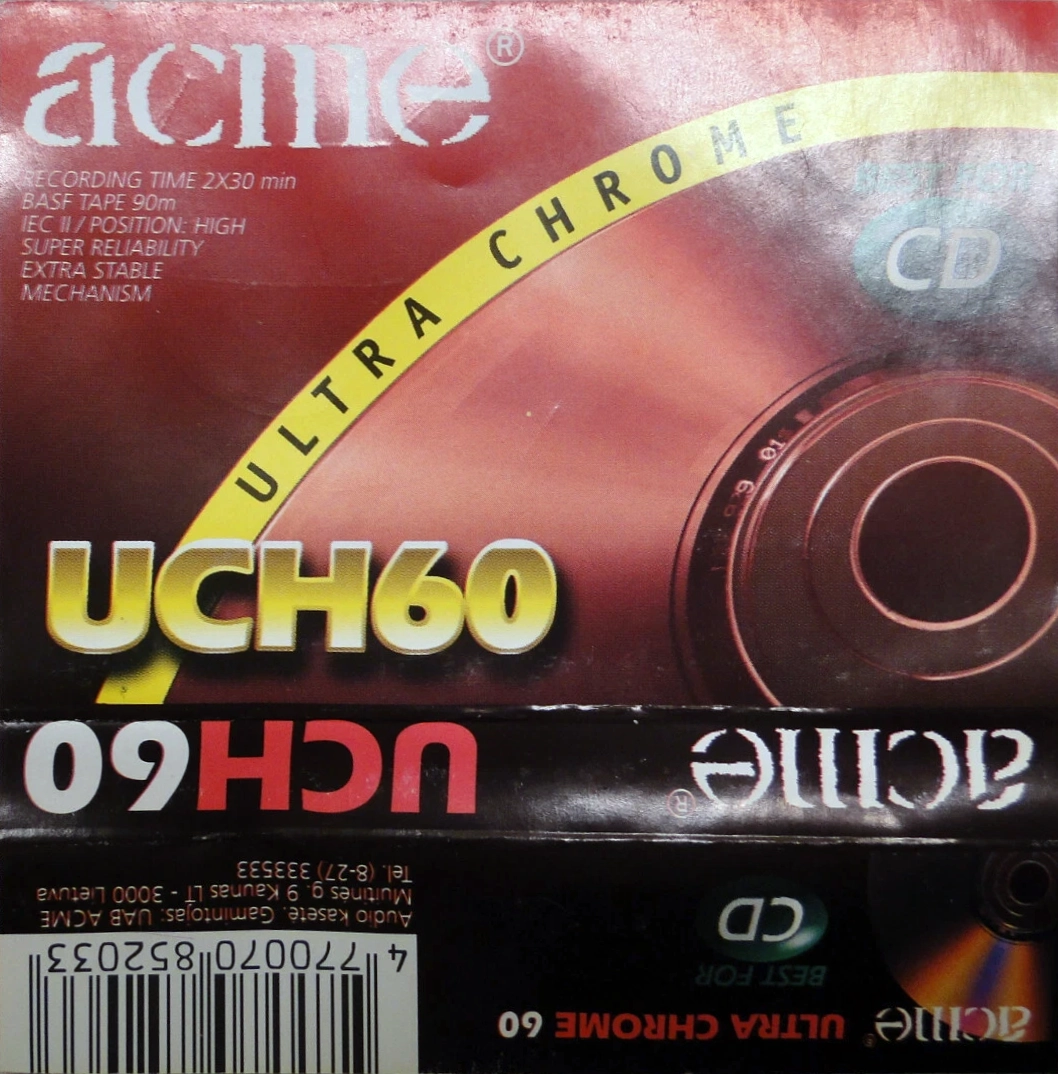 acme®
RECORDING TIME 2X30 min
BASF TAPE 90m
IEC II / POSITION: HIGH
SUPER RELIABILITY
EXTRA STABLE
MECHANISM
ULTRA CHROME
BEST FOR
CD
UCH60
acme®
UCH60
acme® ULTRA CHROME 60
BEST FOR
CD
4 770070 852033
Audio kasetė. Gamintojas: UAB ACME
Muitinės g. 9 Kaunas LT - 3000 Lietuva
Tel. (8-27) 333533